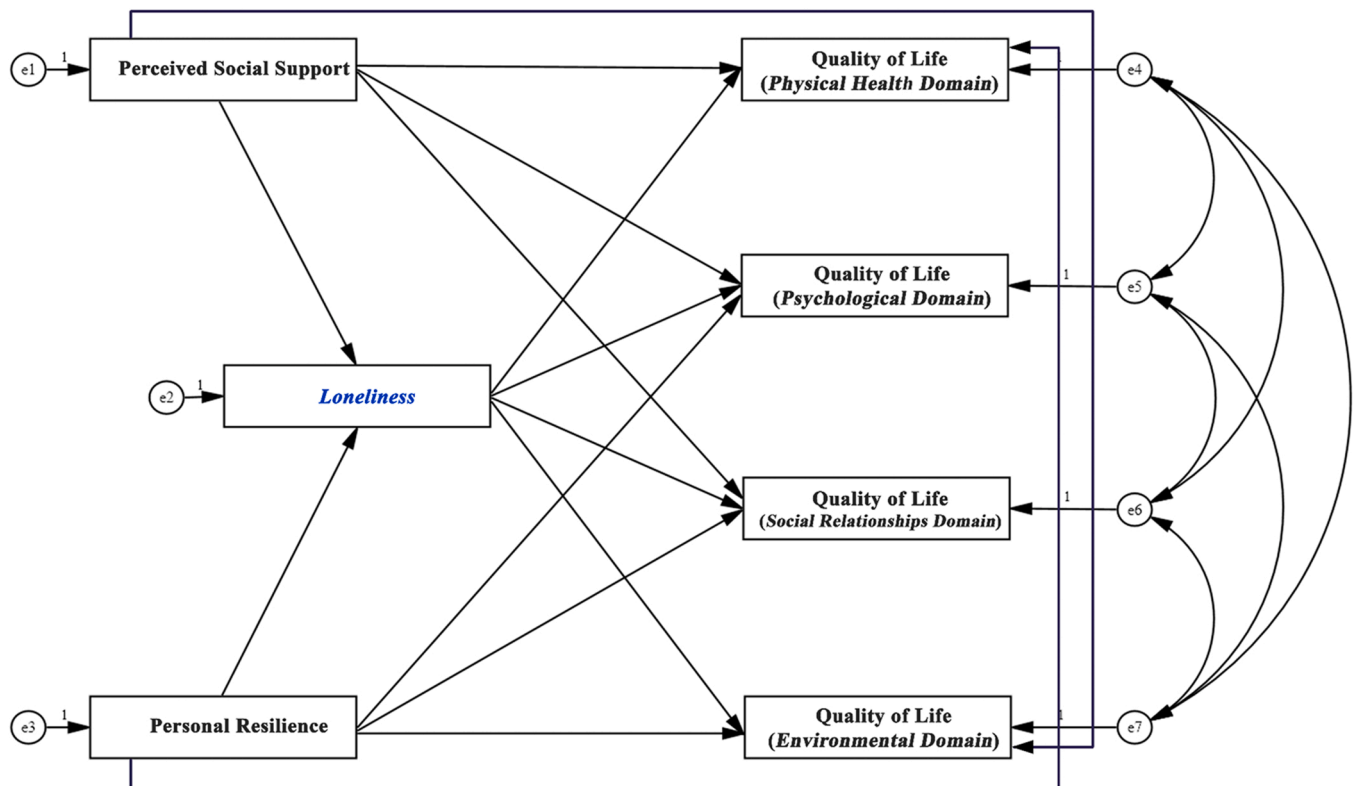 e1
1
Perceived Social Support
Quality of Life
(Physical Health Domain)
1
e4
Quality of Life
(Psychological Domain)
1
e5
e2
1
Loneliness
Quality of Life
(Social Relationships Domain)
1
e6
e3
1
Personal Resilience
Quality of Life
(Environmental Domain)
1
e7